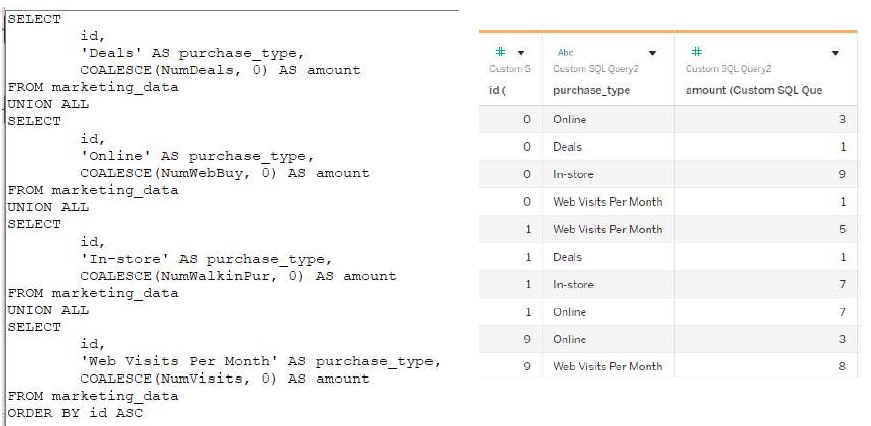 SELECT
id,
'Deals' AS purchase_type,
COALESCE(NumDeals, 0) AS amount
FROM marketing_data
UNION ALL
SELECT
id,
'Online' AS purchase_type,
COALESCE(NumWebBuy, 0) AS amount
FROM marketing_data
UNION ALL
SELECT
id,
'In-store' AS purchase_type,
COALESCE(NumWalkinPur, 0) AS amount
FROM marketing_data
UNION ALL
SELECT
id,
'Web Visits Per Month' AS purchase_type,
COALESCE(NumVisits, 0) AS amount
FROM marketing_data
ORDER BY id ASC
# Abc #
Custom S Custom SQL Query2 Custom SQL Query2
id ( purchase_type amount (Custom SQL Que
0 Online 3
0 Deals 1
0 In-store 9
0 Web Visits Per Month 1
1 Web Visits Per Month 5
1 Deals 1
1 In-store 7
1 Online 7
9 Online 3
9 Web Visits Per Month 8